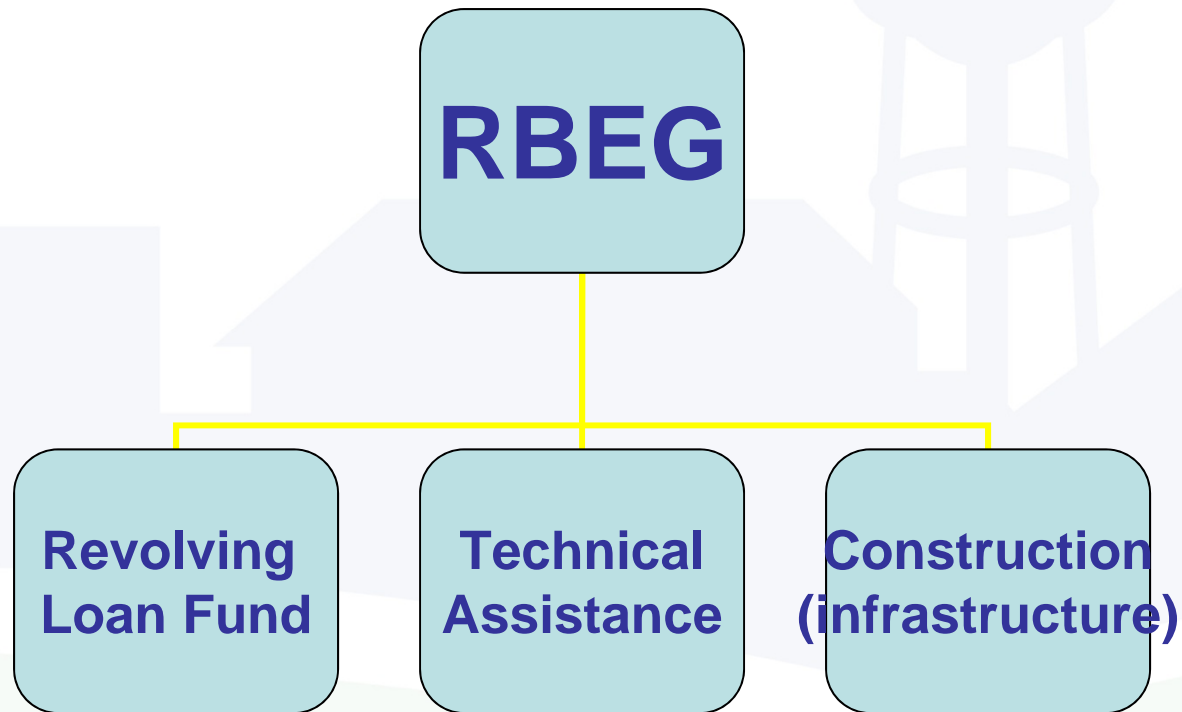 RBEG
Revolving
Loan Fund
Technical
Assistance
Construction
(infrastructure)